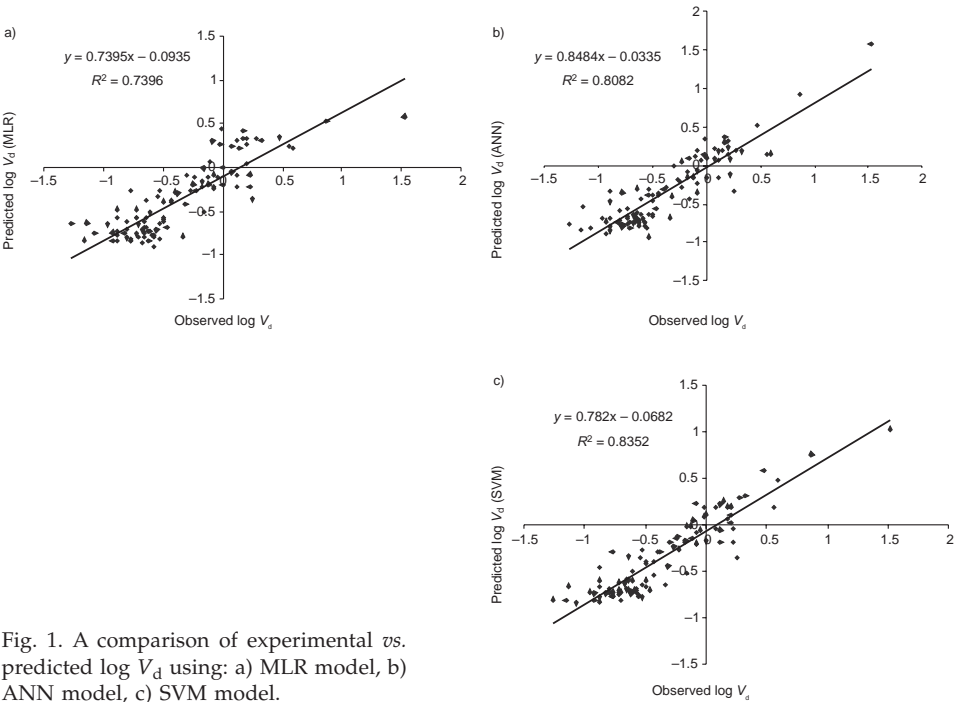 a)
y = 0.7395x – 0.0935
R² = 0.7396
Predicted log Vd (MLR)
1.5
1
0.5
0
–0.5
–1
–1.5
–1.5
–1
–0.5
0
0.5
1
1.5
2
Observed log Vd
b)
y = 0.8484x – 0.0335
R² = 0.8082
Predicted log Vd (ANN)
2
1.5
1
0.5
0
–0.5
–1
–1.5
–1.5
–1
–0.5
0
0.5
1
1.5
2
Observed log Vd
c)
y = 0.782x – 0.0682
R² = 0.8352
Predicted log Vd (SVM)
1.5
1
0.5
0
–0.5
–1
–1.5
–1.5
–1
–0.5
0
0.5
1
1.5
2
Observed log Vd
Fig. 1. A comparison of experimental vs.
predicted log Vd using: a) MLR model, b)
ANN model, c) SVM model.